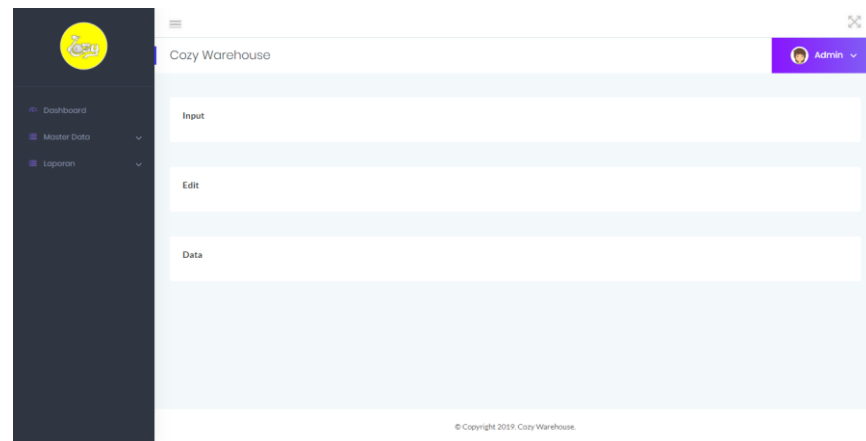 Cozy
Cozy Warehouse
Admin
Dashboard
Master Data
Laporan
Input
Edit
Data
© Copyright 2019. Cozy Warehouse.